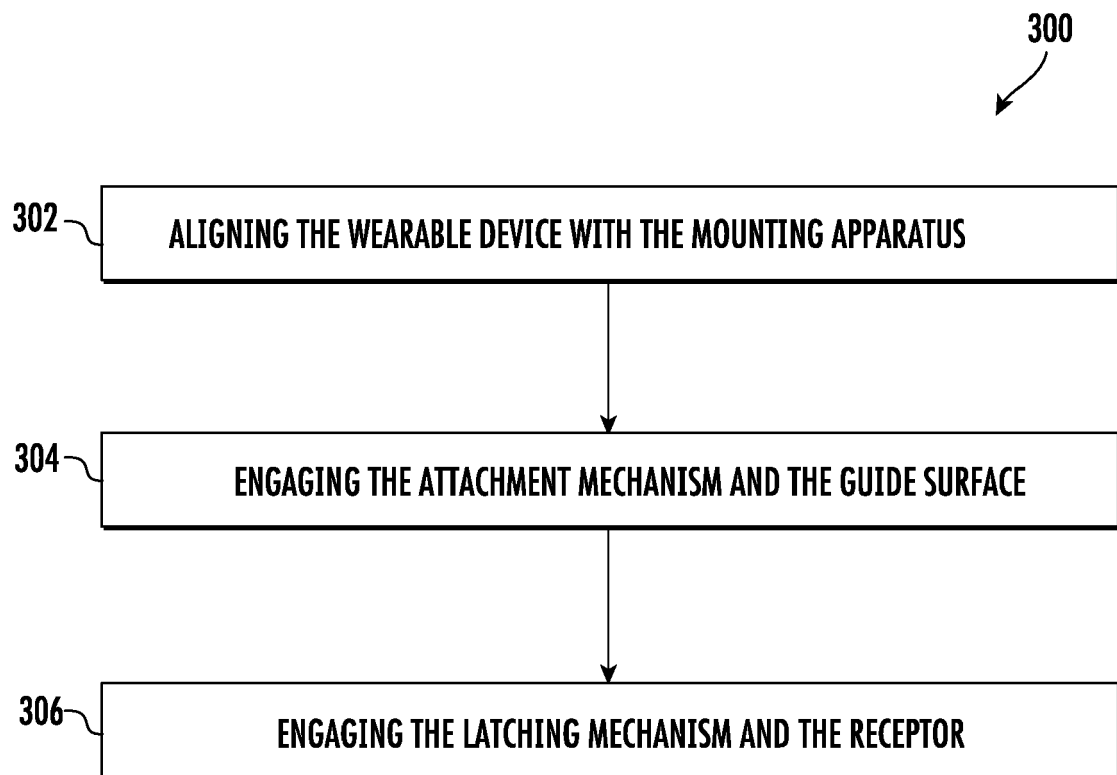 300
302
ALIGNING THE WEARABLE DEVICE WITH THE MOUNTING APPARATUS
304
ENGAGING THE ATTACHMENT MECHANISM AND THE GUIDE SURFACE
306
ENGAGING THE LATCHING MECHANISM AND THE RECEPTOR